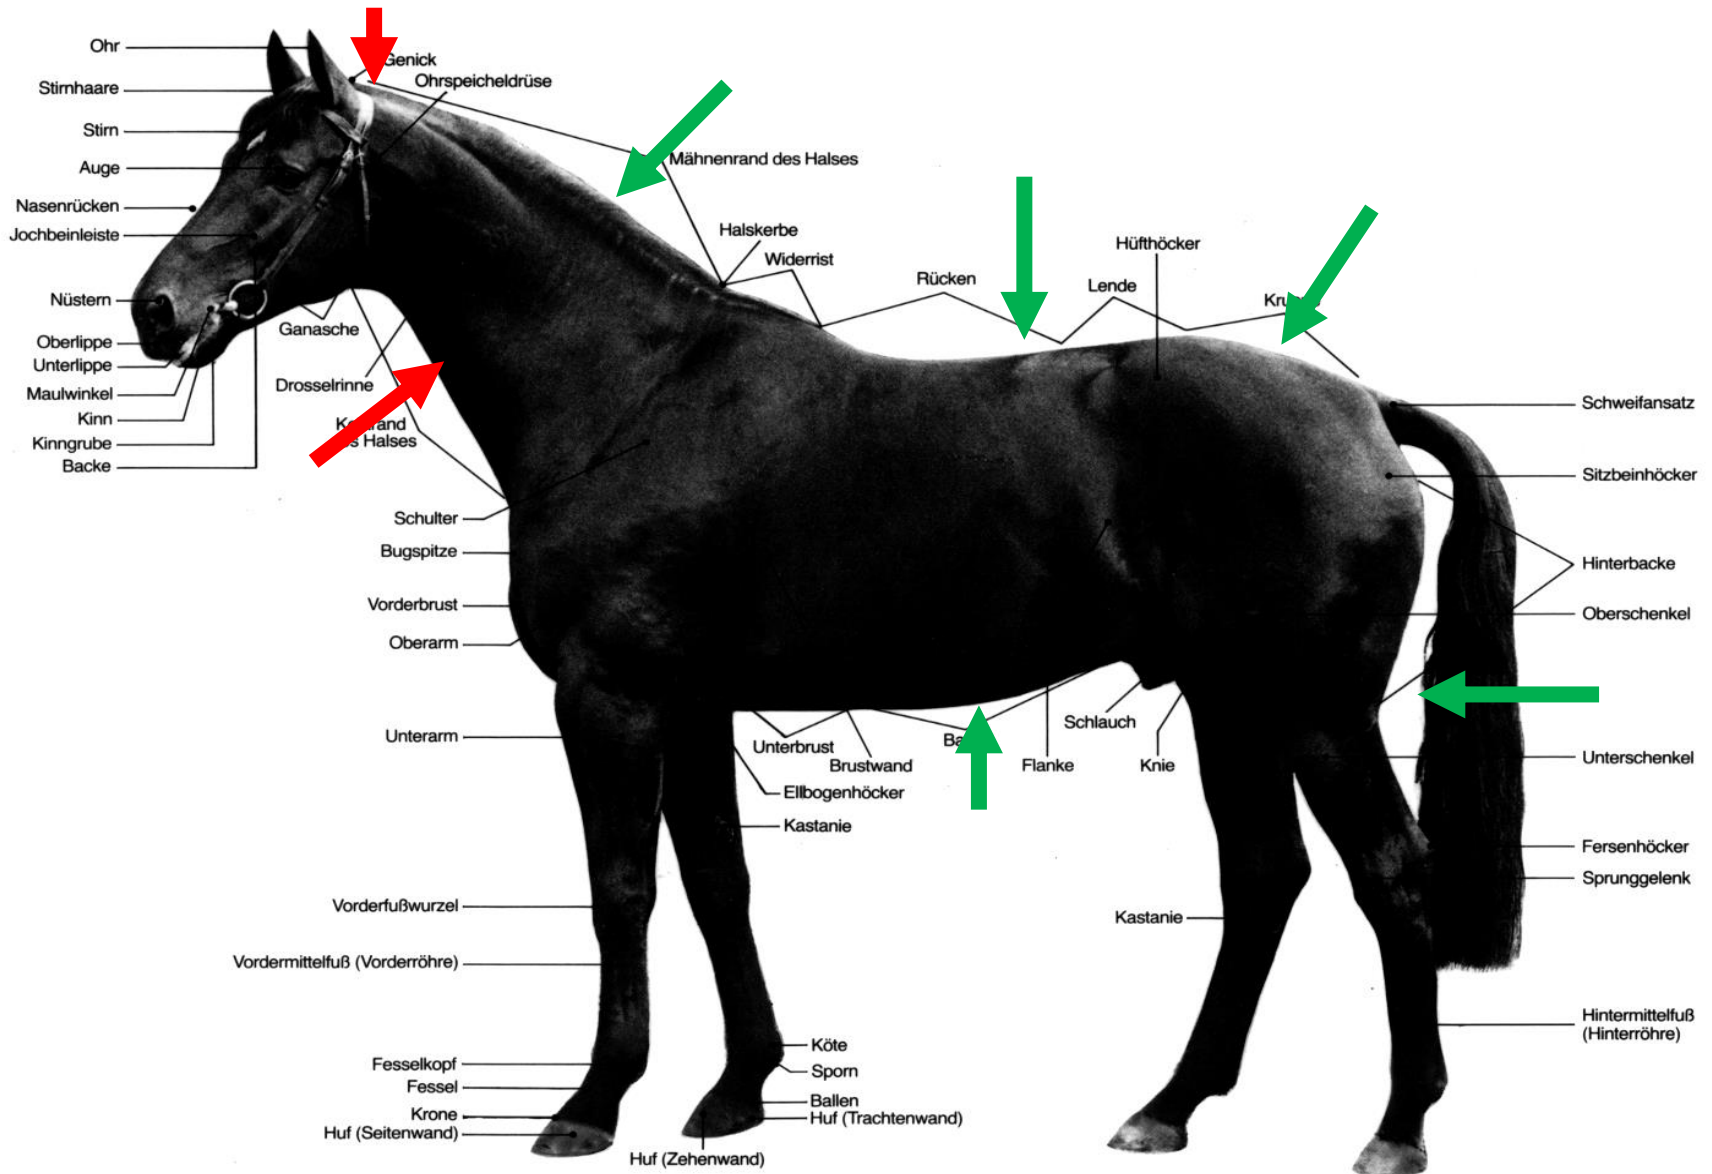 Ohr
Stirnhaare
Stirn
Auge
Nasenrücken
Jochbeinleiste
Nüstern
Oberlippe
Unterlippe
Maulwinkel
Kinn
Kinngrube
Backe
Genick
Ohrspeicheldrüse
Mähnenrand des Halses
Halskerbe
Widerrist
Rücken
Lende
Hüfthöcker
Ganasche
Drosselrinne
Halses
Schulter
Bugspitze
Vorderbrust
Oberarm
Unterarm
Vorderfußwurzel
Vordermittelfuß (Vorderröhre)
Fesselkopf
Fessel
Krone
Huf (Seitenwand)
Unterbrust
Brustwand
Ellbogenhöcker
Kastanie
Flanke
Schlauch
Knie
Köte
Sporn
Ballen
Huf (Trachtenwand)
Huf (Zehenwand)
Kastanie
Schweifansatz
Sitzbeinhöcker
Hinterbacke
Oberschenkel
Unterschenkel
Fersenhöcker
Sprunggelenk
Hintermittelfuß
(Hinterröhre)